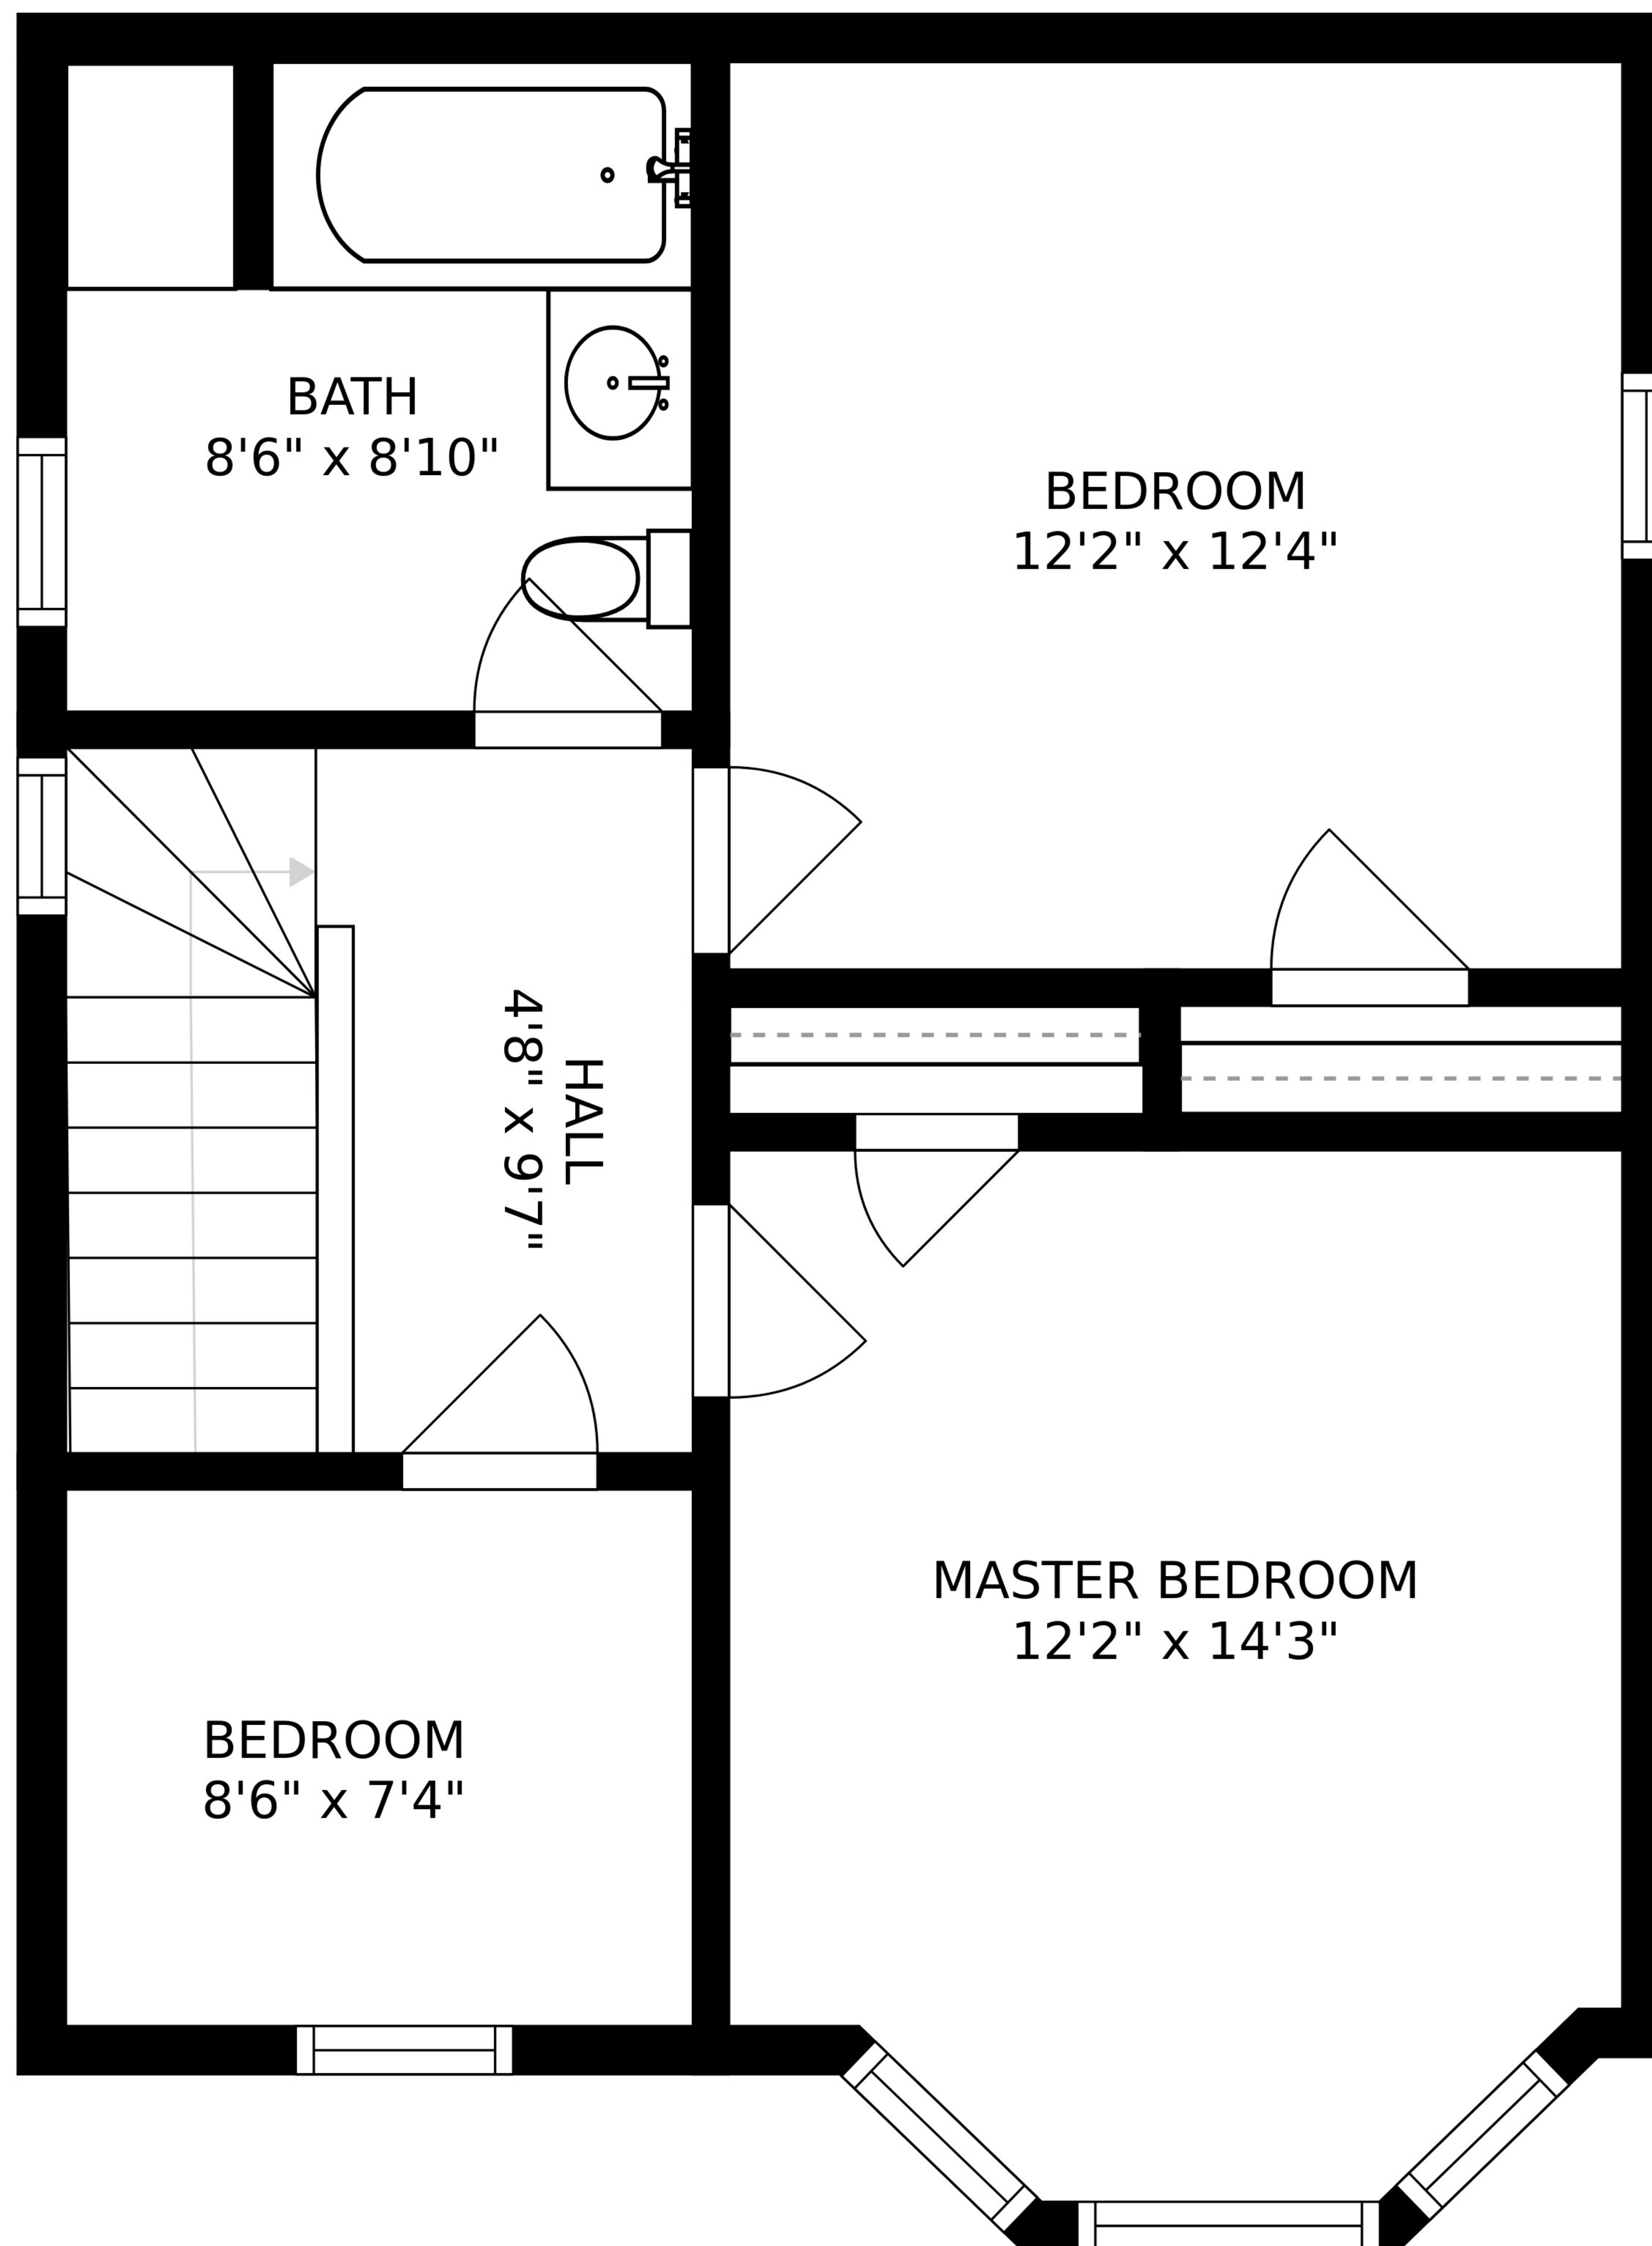 BATH
8'6" x 8'10"
BEDROOM
12'2" x 12'4"
HALL
4'8" x 9'7"
MASTER BEDROOM
12'2" x 14'3"
BEDROOM
8'6" x 7'4"